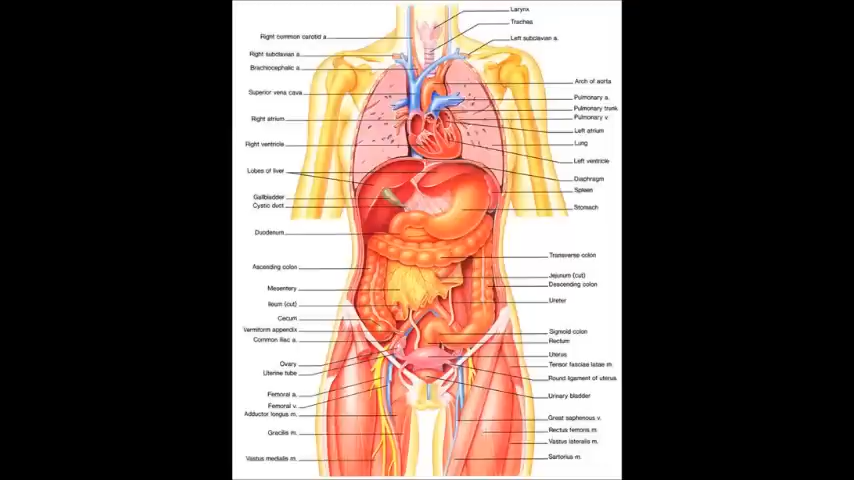 Larynx
Trachea
Left subclavian a.
Right common carotid a.
Right subclavian a.
Brachiocephalic a.
Superior vena cava
Right atrium
Right ventricle
Lobes of liver
Gallbladder
Cystic duct
Duodenum
Ascending colon
Mesentery
Ileum (cut)
Cecum
Vermiform appendix
Common iliac a.
Ovary
Uterine tube
Femoral a.
Femoral v.
Adductor longus m.
Gracilis m.
Vastus medialis m.
Arch of aorta
Pulmonary a.
Pulmonary trunk
Pulmonary v.
Left atrium
Lung
Left ventricle
Diaphragm
Spleen
Stomach
Transverse colon
Jejunum (cut)
Descending colon
Ureter
Sigmoid colon
Rectum
Uterus
Tensor fasciae latae m.
Round ligament of uterus
Urinary bladder
Great saphenous v.
Rectus femoris m.
Vastus lateralis m.
Sartorius m.